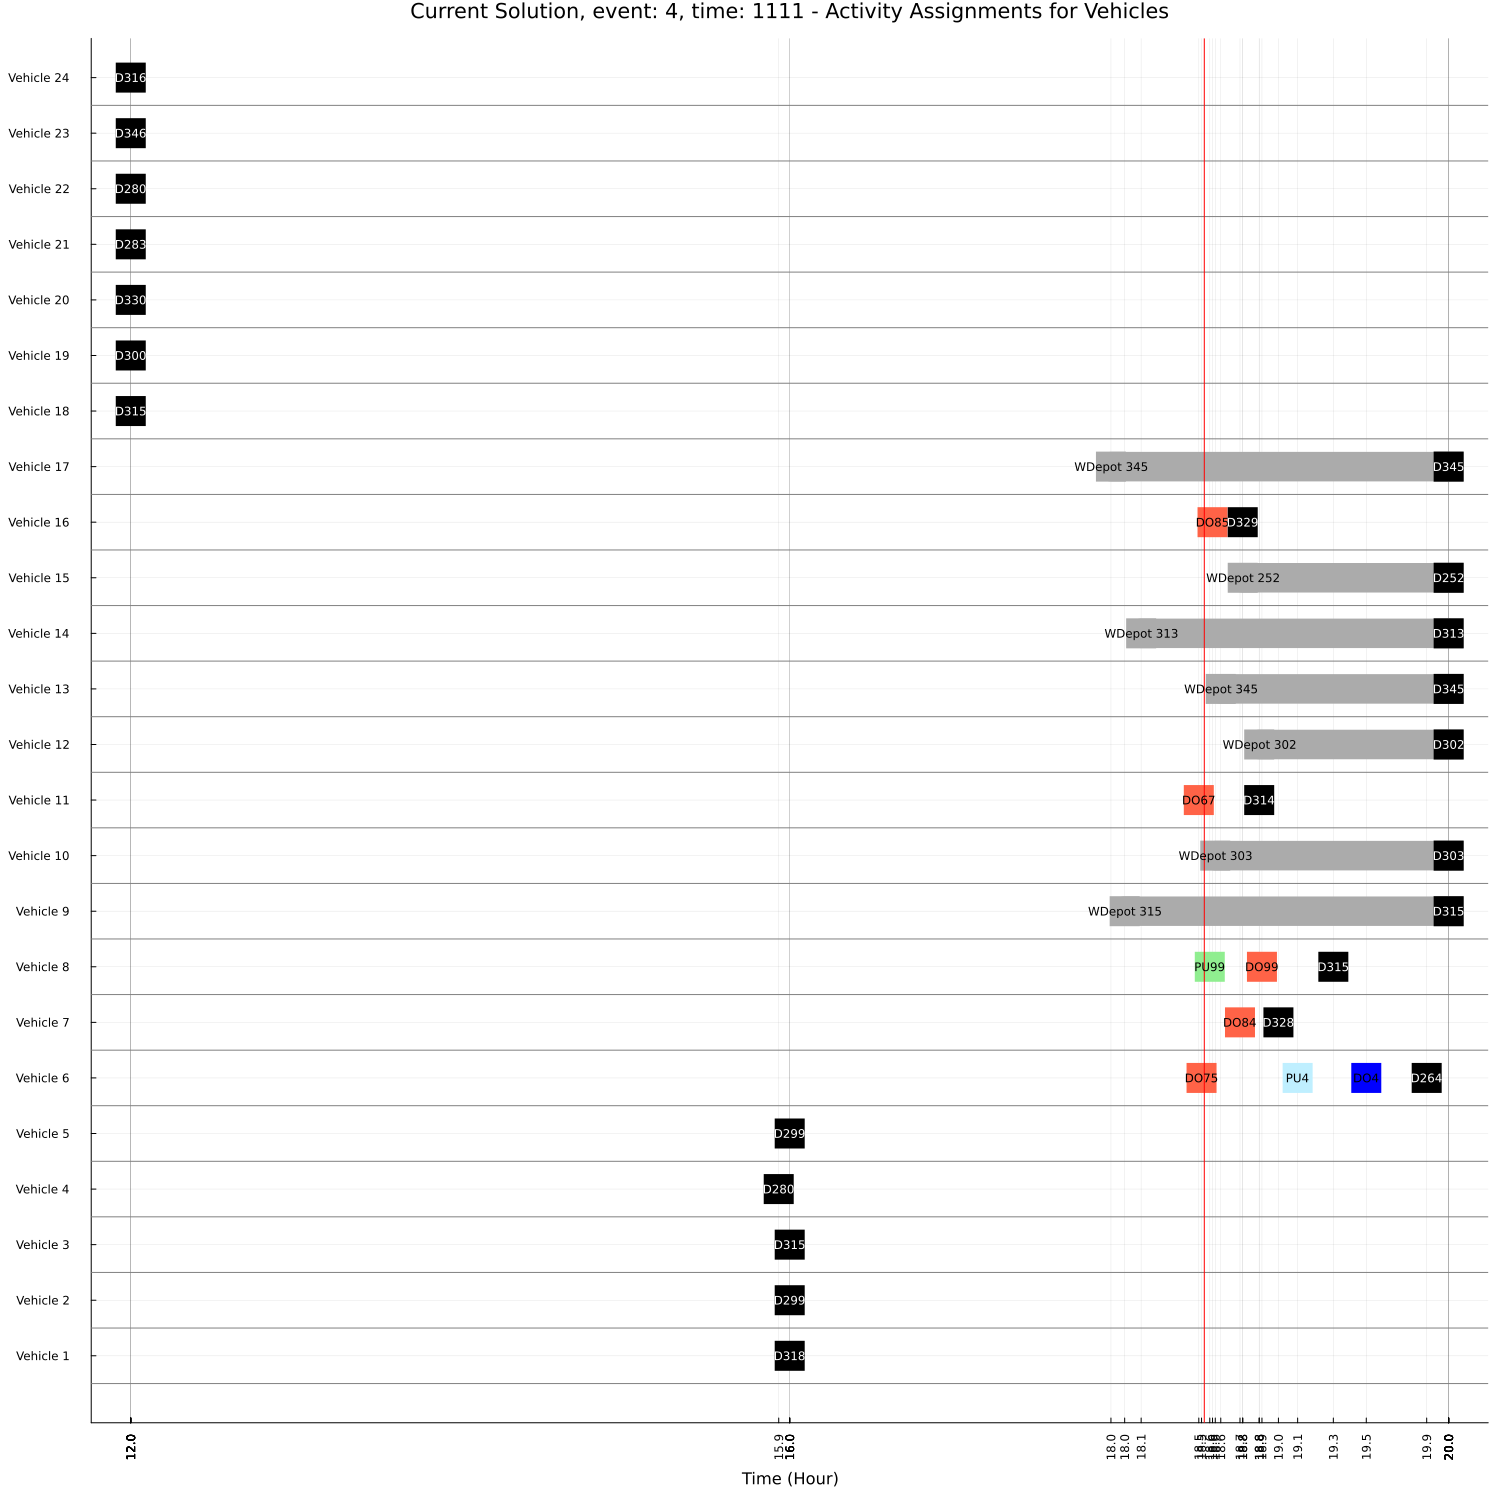 Current Solution, event: 4, time: 1111 - Activity Assignments for Vehicles
Vehicle 24 D316
Vehicle 23 D346
Vehicle 22 D280
Vehicle 21 D283
Vehicle 20 D330
Vehicle 19 D300
Vehicle 18 D315
Vehicle 17 WDepot 345 D345
Vehicle 16 DO85 D329
Vehicle 15 WDepot 252 D252
Vehicle 14 WDepot 313 D313
Vehicle 13 WDepot 345 D345
Vehicle 12 WDepot 302 D302
Vehicle 11 DO67 D314
Vehicle 10 WDepot 303 D303
Vehicle 9 WDepot 315 D315
Vehicle 8 PU99 DO99 D315
Vehicle 7 DO84 D328
Vehicle 6 DO75 PU4 DO4 D264
Vehicle 5 D299
Vehicle 4 D280
Vehicle 3 D315
Vehicle 2 D299
Vehicle 1 D318
12.0 15.9 16.0 18.0 18.0 18.1 18.5 18.6 18.9 19.0 19.1 19.3 19.5 19.9 20.0
Time (Hour)